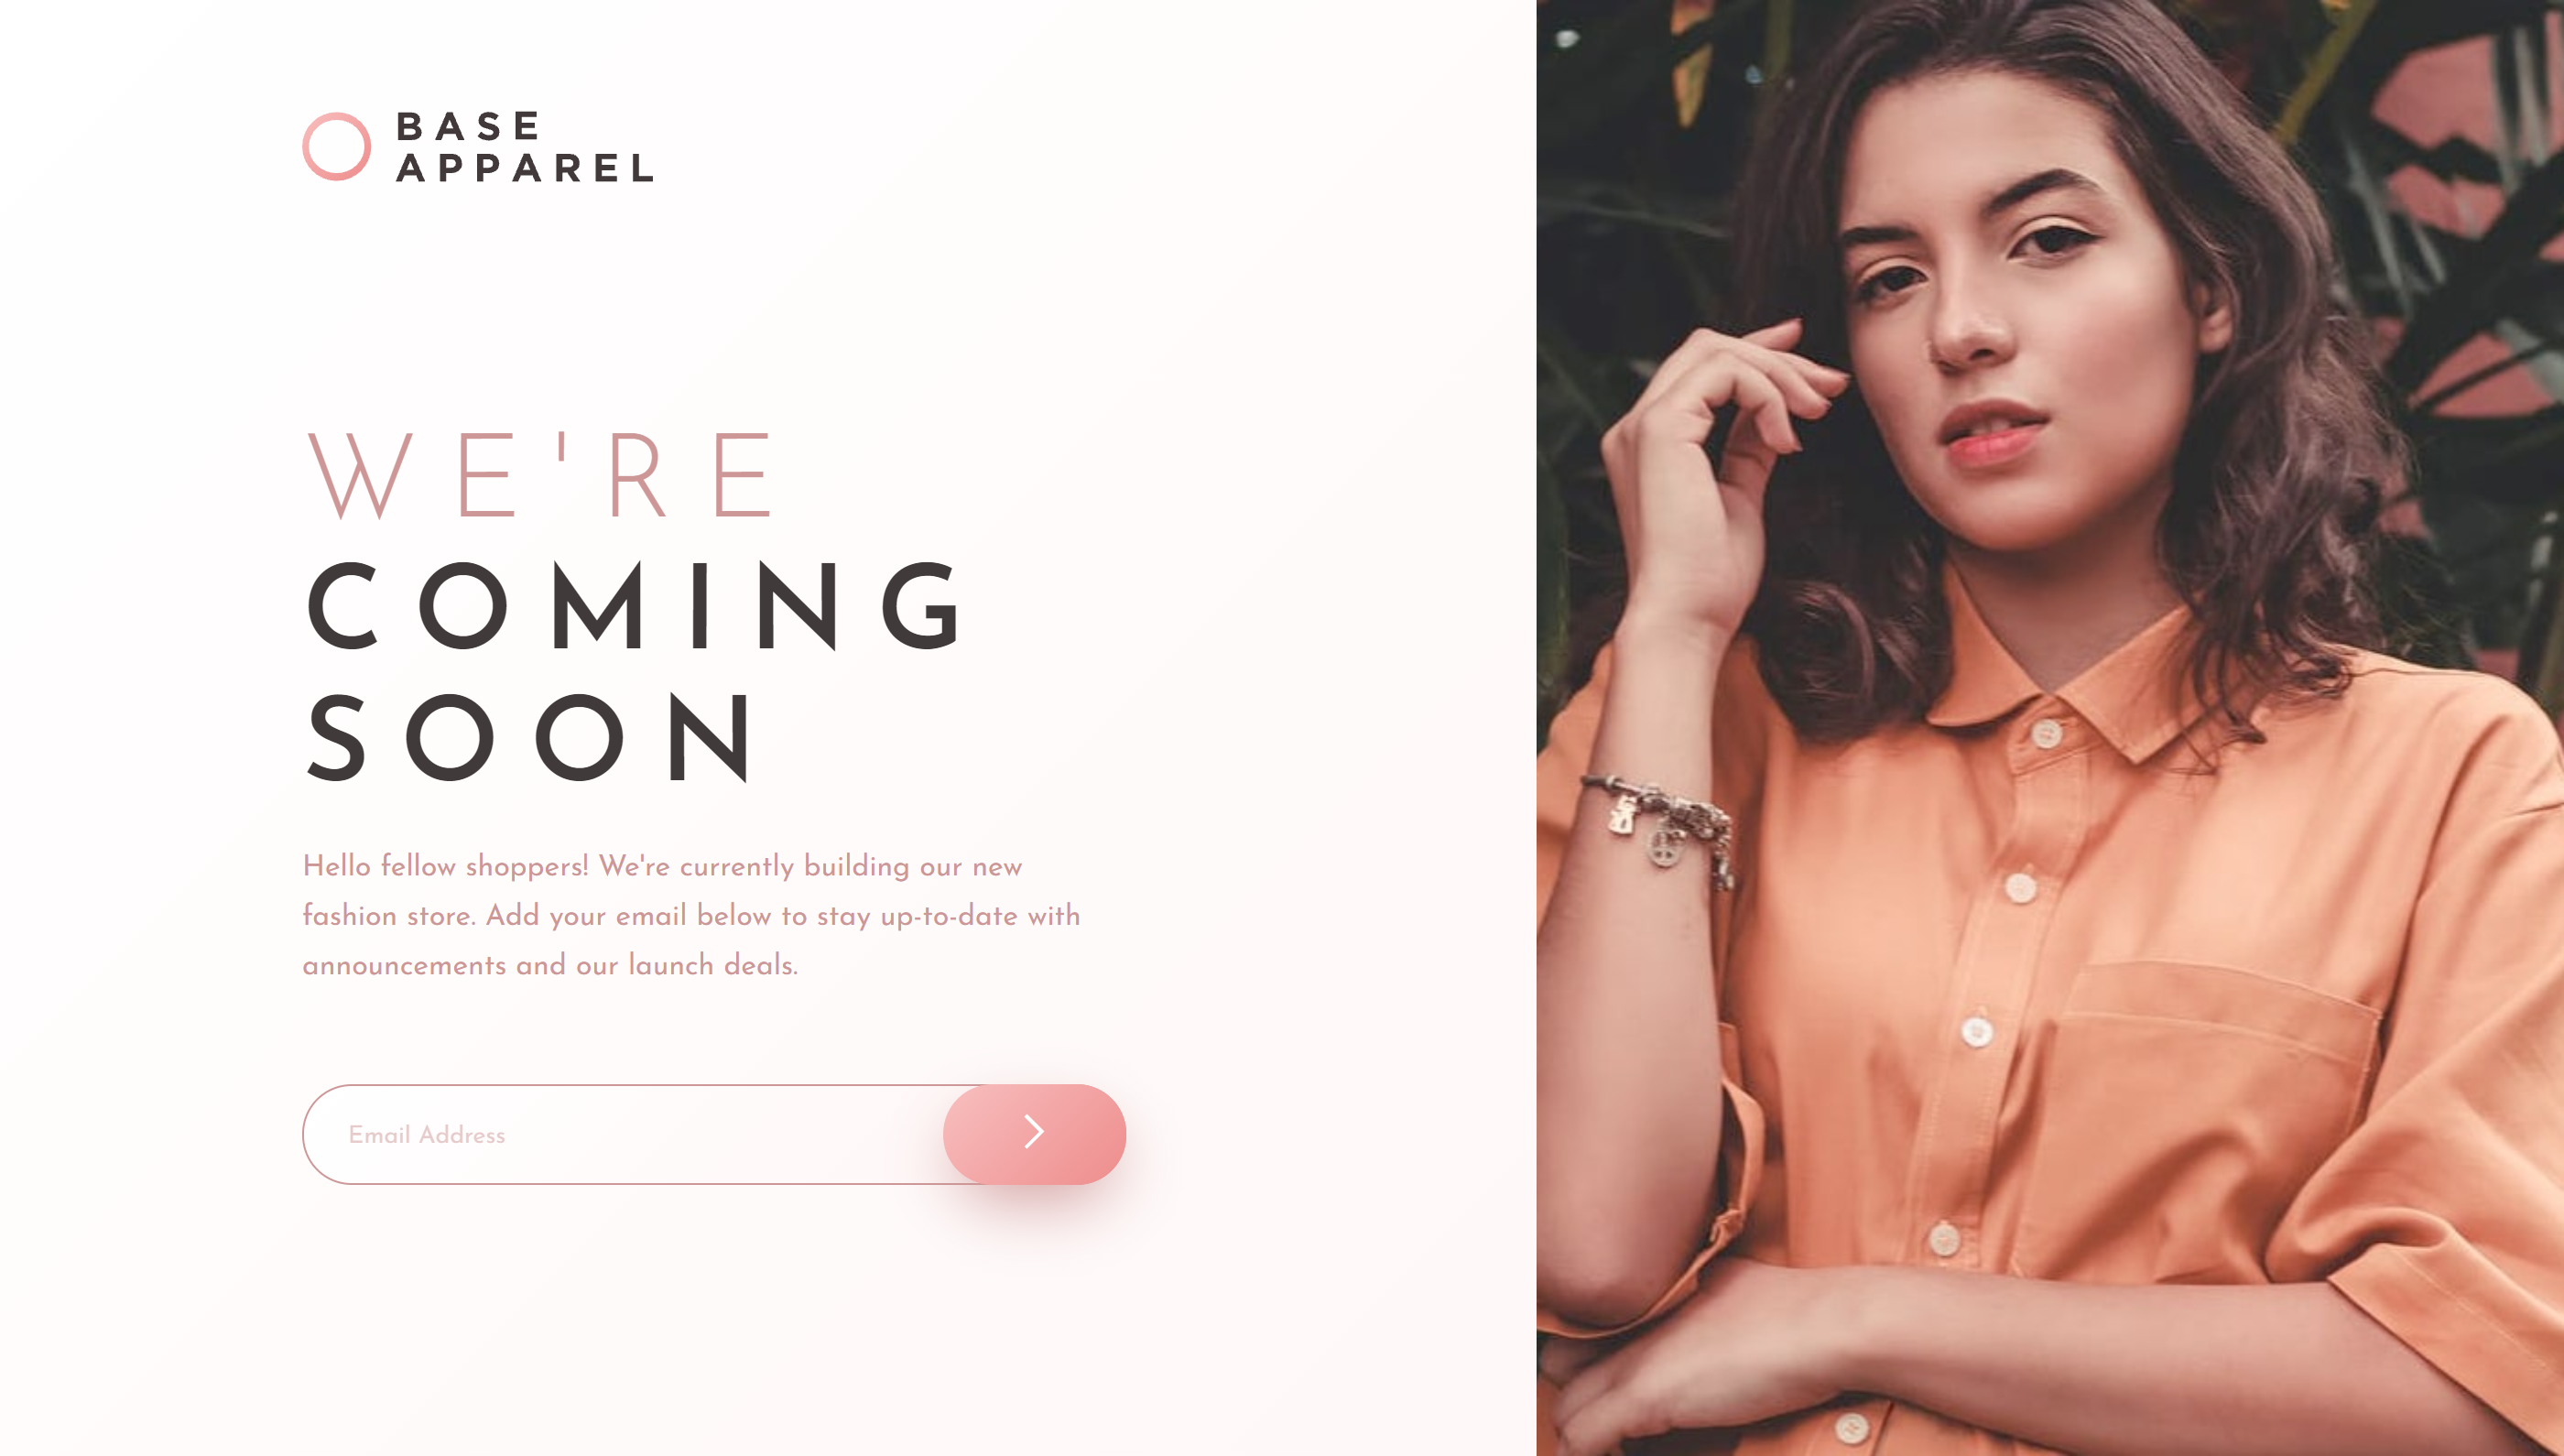 BASE
APPAREL
WE'RE
COMING
SOON
Hello fellow shoppers! We're currently building our new
fashion store. Add your email below to stay up-to-date with
announcements and our launch deals.
Email Address